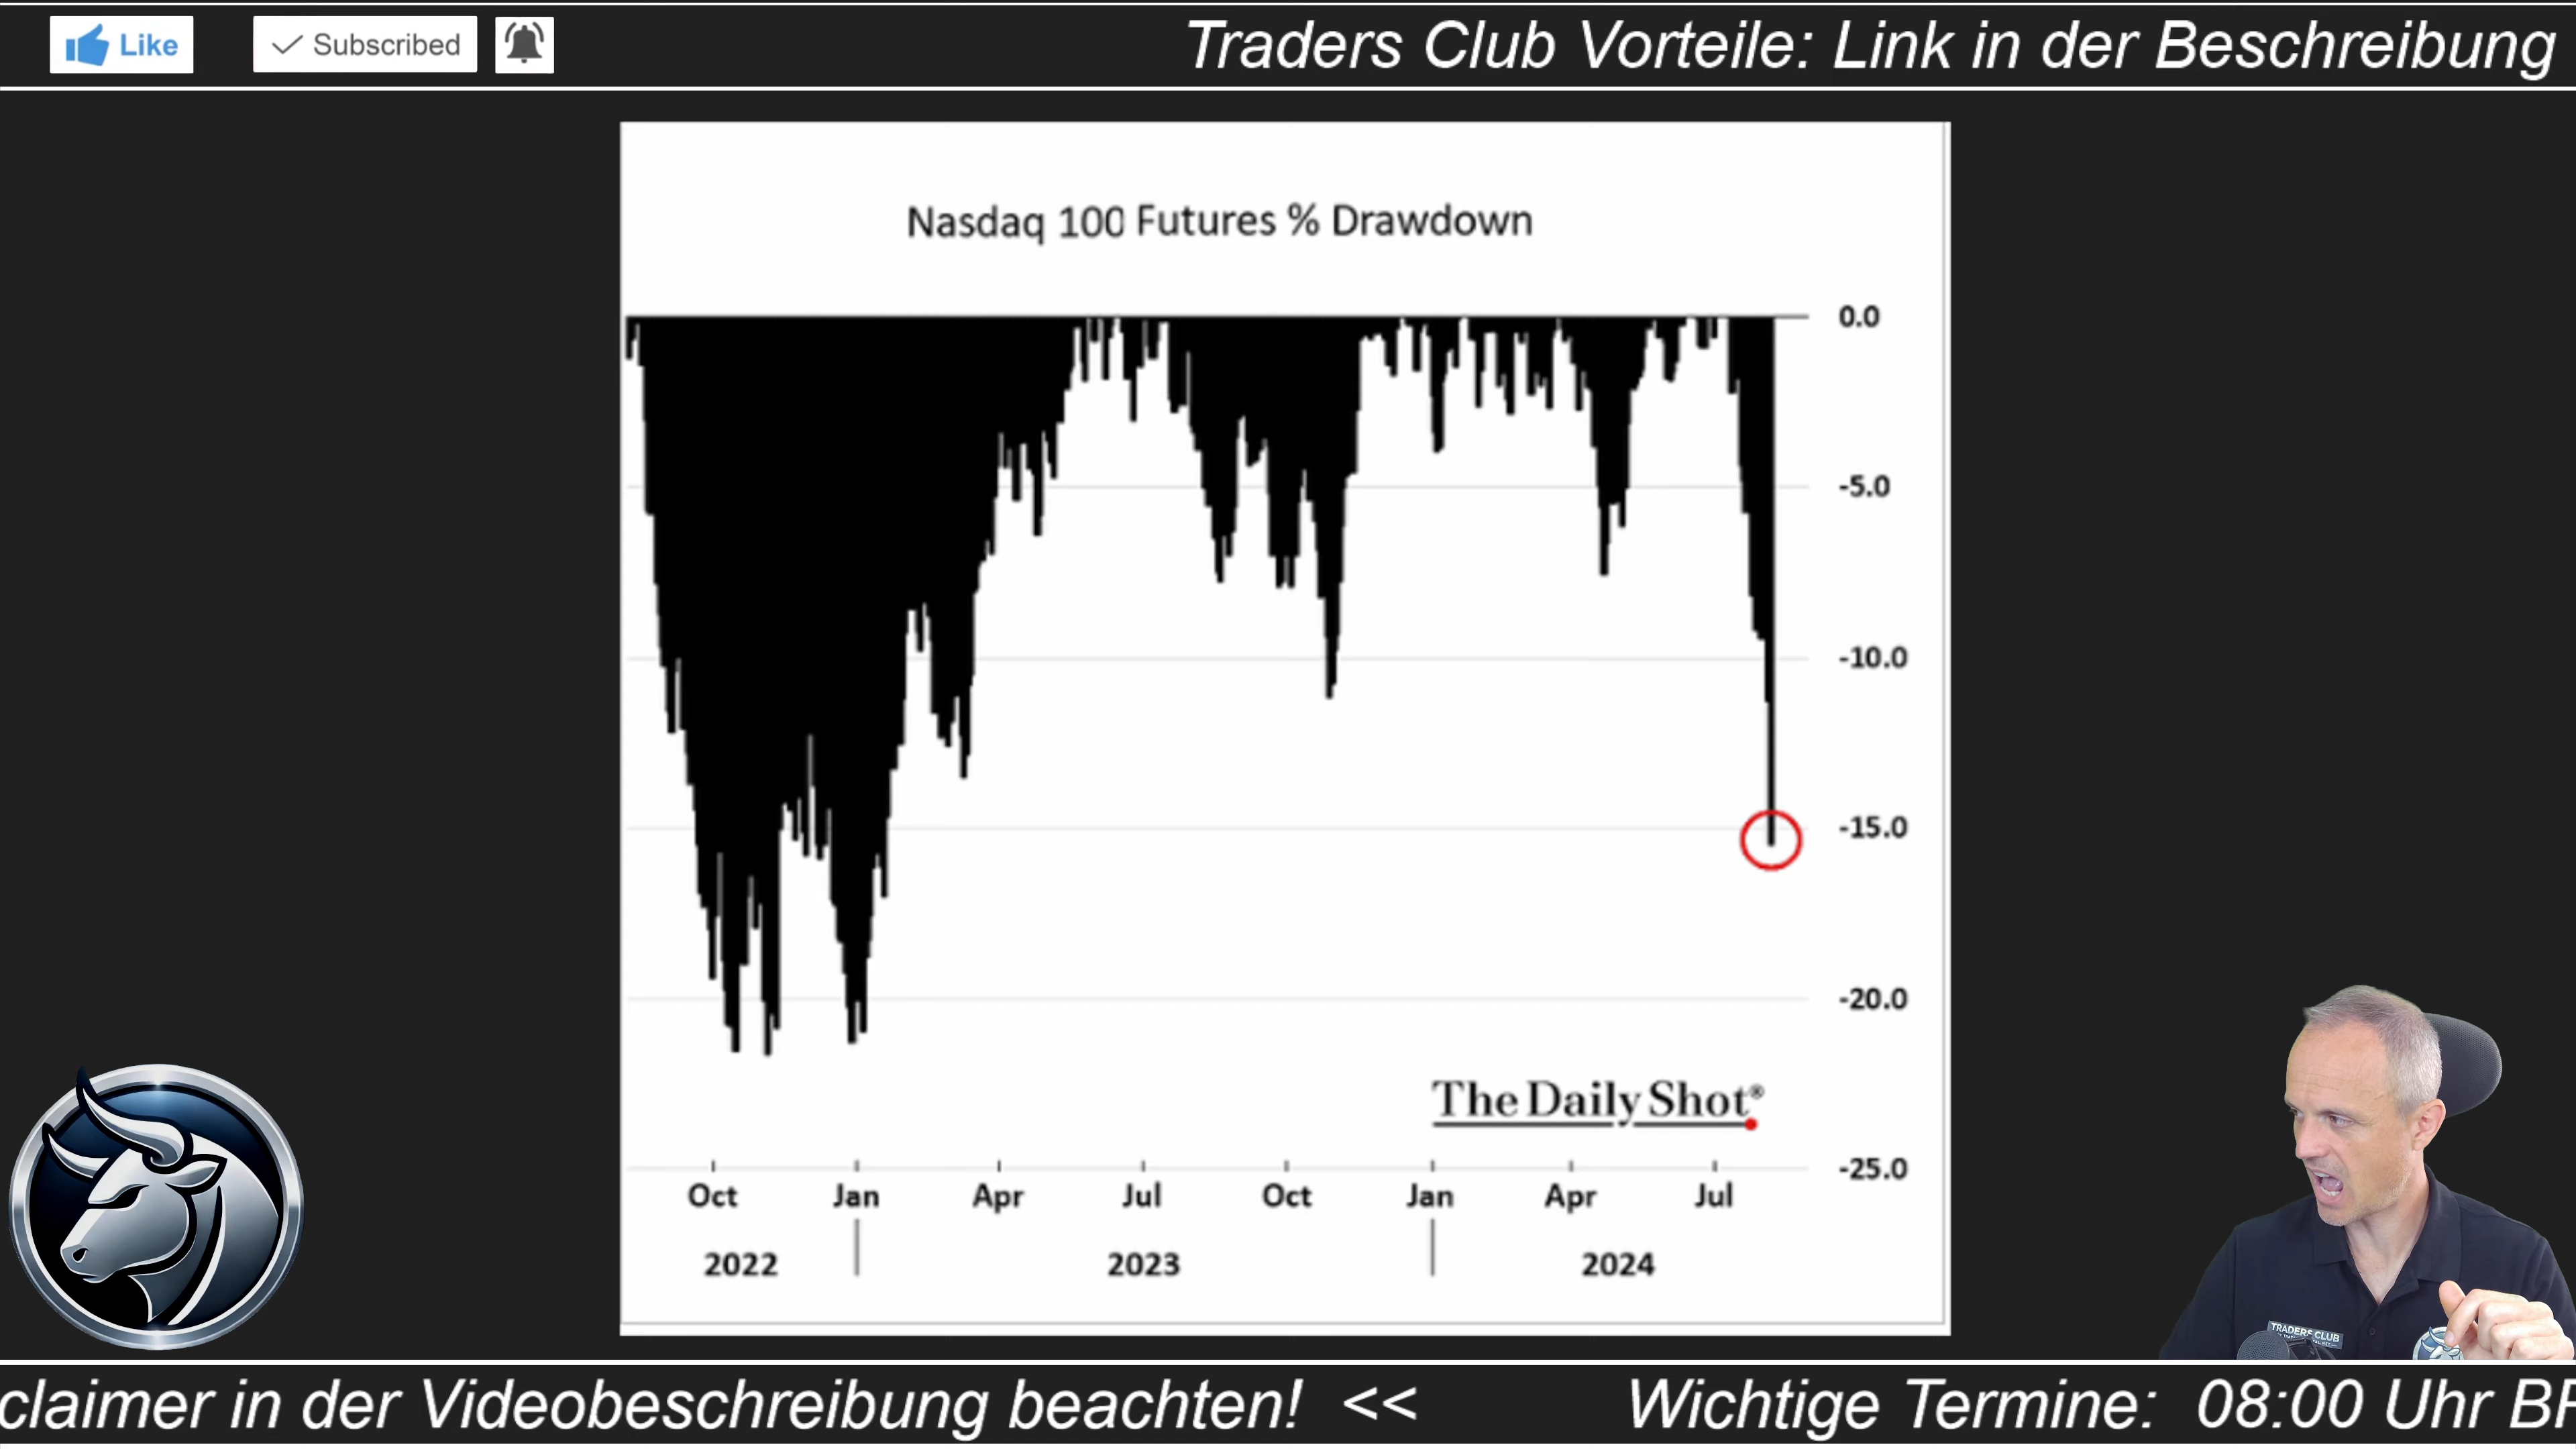 Like
Subscribed
Traders Club Vorteile: Link in der Beschreibung
Nasdaq 100 Futures % Drawdown
0.0
-5.0
-10.0
-15.0
-20.0
-25.0
The Daily Shot®
Oct Jan Apr Jul Oct Jan Apr Jul
2022 2023 2024
TRADERS CLUB
claimer in der Videobeschreibung beachten! << Wichtige Termine: 08:00 Uhr